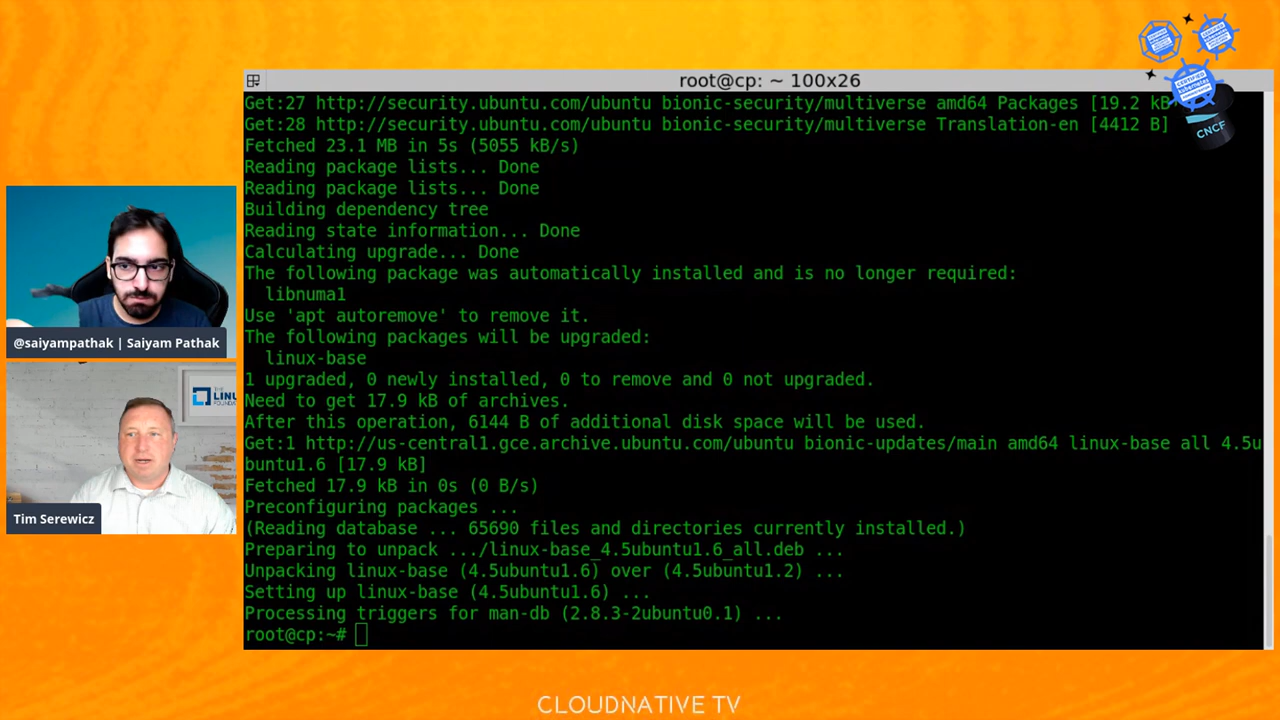 root@cp: ~ 100x26
Get:27 http://security.ubuntu.com/ubuntu bionic-security/multiverse amd64 Packages [19.2 kB
Get:28 http://security.ubuntu.com/ubuntu bionic-security/multiverse Translation-en [4412 B]
Fetched 23.1 MB in 5s (5055 kB/s)
Reading package lists... Done
Reading package lists... Done
Building dependency tree
Reading state information... Done
Calculating upgrade... Done
The following package was automatically installed and is no longer required:
libnuma1
Use 'apt autoremove' to remove it.
The following packages will be upgraded:
linux-base
1 upgraded, 0 newly installed, 0 to remove and 0 not upgraded.
Need to get 17.9 kB of archives.
After this operation, 6144 B of additional disk space will be used.
Get:1 http://us-central1.gce.archive.ubuntu.com/ubuntu bionic-updates/main amd64 linux-base all 4.5u
buntu1.6 [17.9 kB]
Fetched 17.9 kB in 0s (0 B/s)
Preconfiguring packages ...
(Reading database ... 65690 files and directories currently installed.)
Preparing to unpack .../linux-base_4.5ubuntu1.6_all.deb ...
Unpacking linux-base (4.5ubuntu1.6) over (4.5ubuntu1.2) ...
Setting up linux-base (4.5ubuntu1.6) ...
Processing triggers for man-db (2.8.3-2ubuntu0.1) ...
root@cp:~#
@saiyampathak | Saiyam Pathak
Tim Serewicz
CNCF
CLOUDNATIVE TV